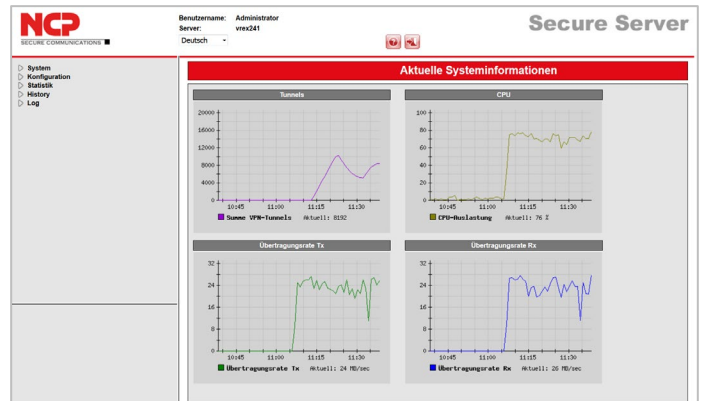 NCP
SECURE COMMUNICATIONS
Benutzername: Administrator
Server: vrex241
Deutsch
Secure Server
System
Konfiguration
Statistik
History
Log
Aktuelle Systeminformationen
Tunnels
20000
16000
12000
8000
4000
0
10:45 11:00 11:15 11:30
Summe VPN-Tunnels Aktuell: 8192
CPU
100
80
60
40
20
0
10:45 11:00 11:15 11:30
CPU-Auslastung Aktuell: 76 %
Übertragungsrate Tx
32
24
16
8
0
10:45 11:00 11:15 11:30
Übertragungsrate Tx Aktuell: 24 MB/sec
Übertragungsrate Rx
32
24
16
8
0
10:45 11:00 11:15 11:30
Übertragungsrate Rx Aktuell: 26 MB/sec